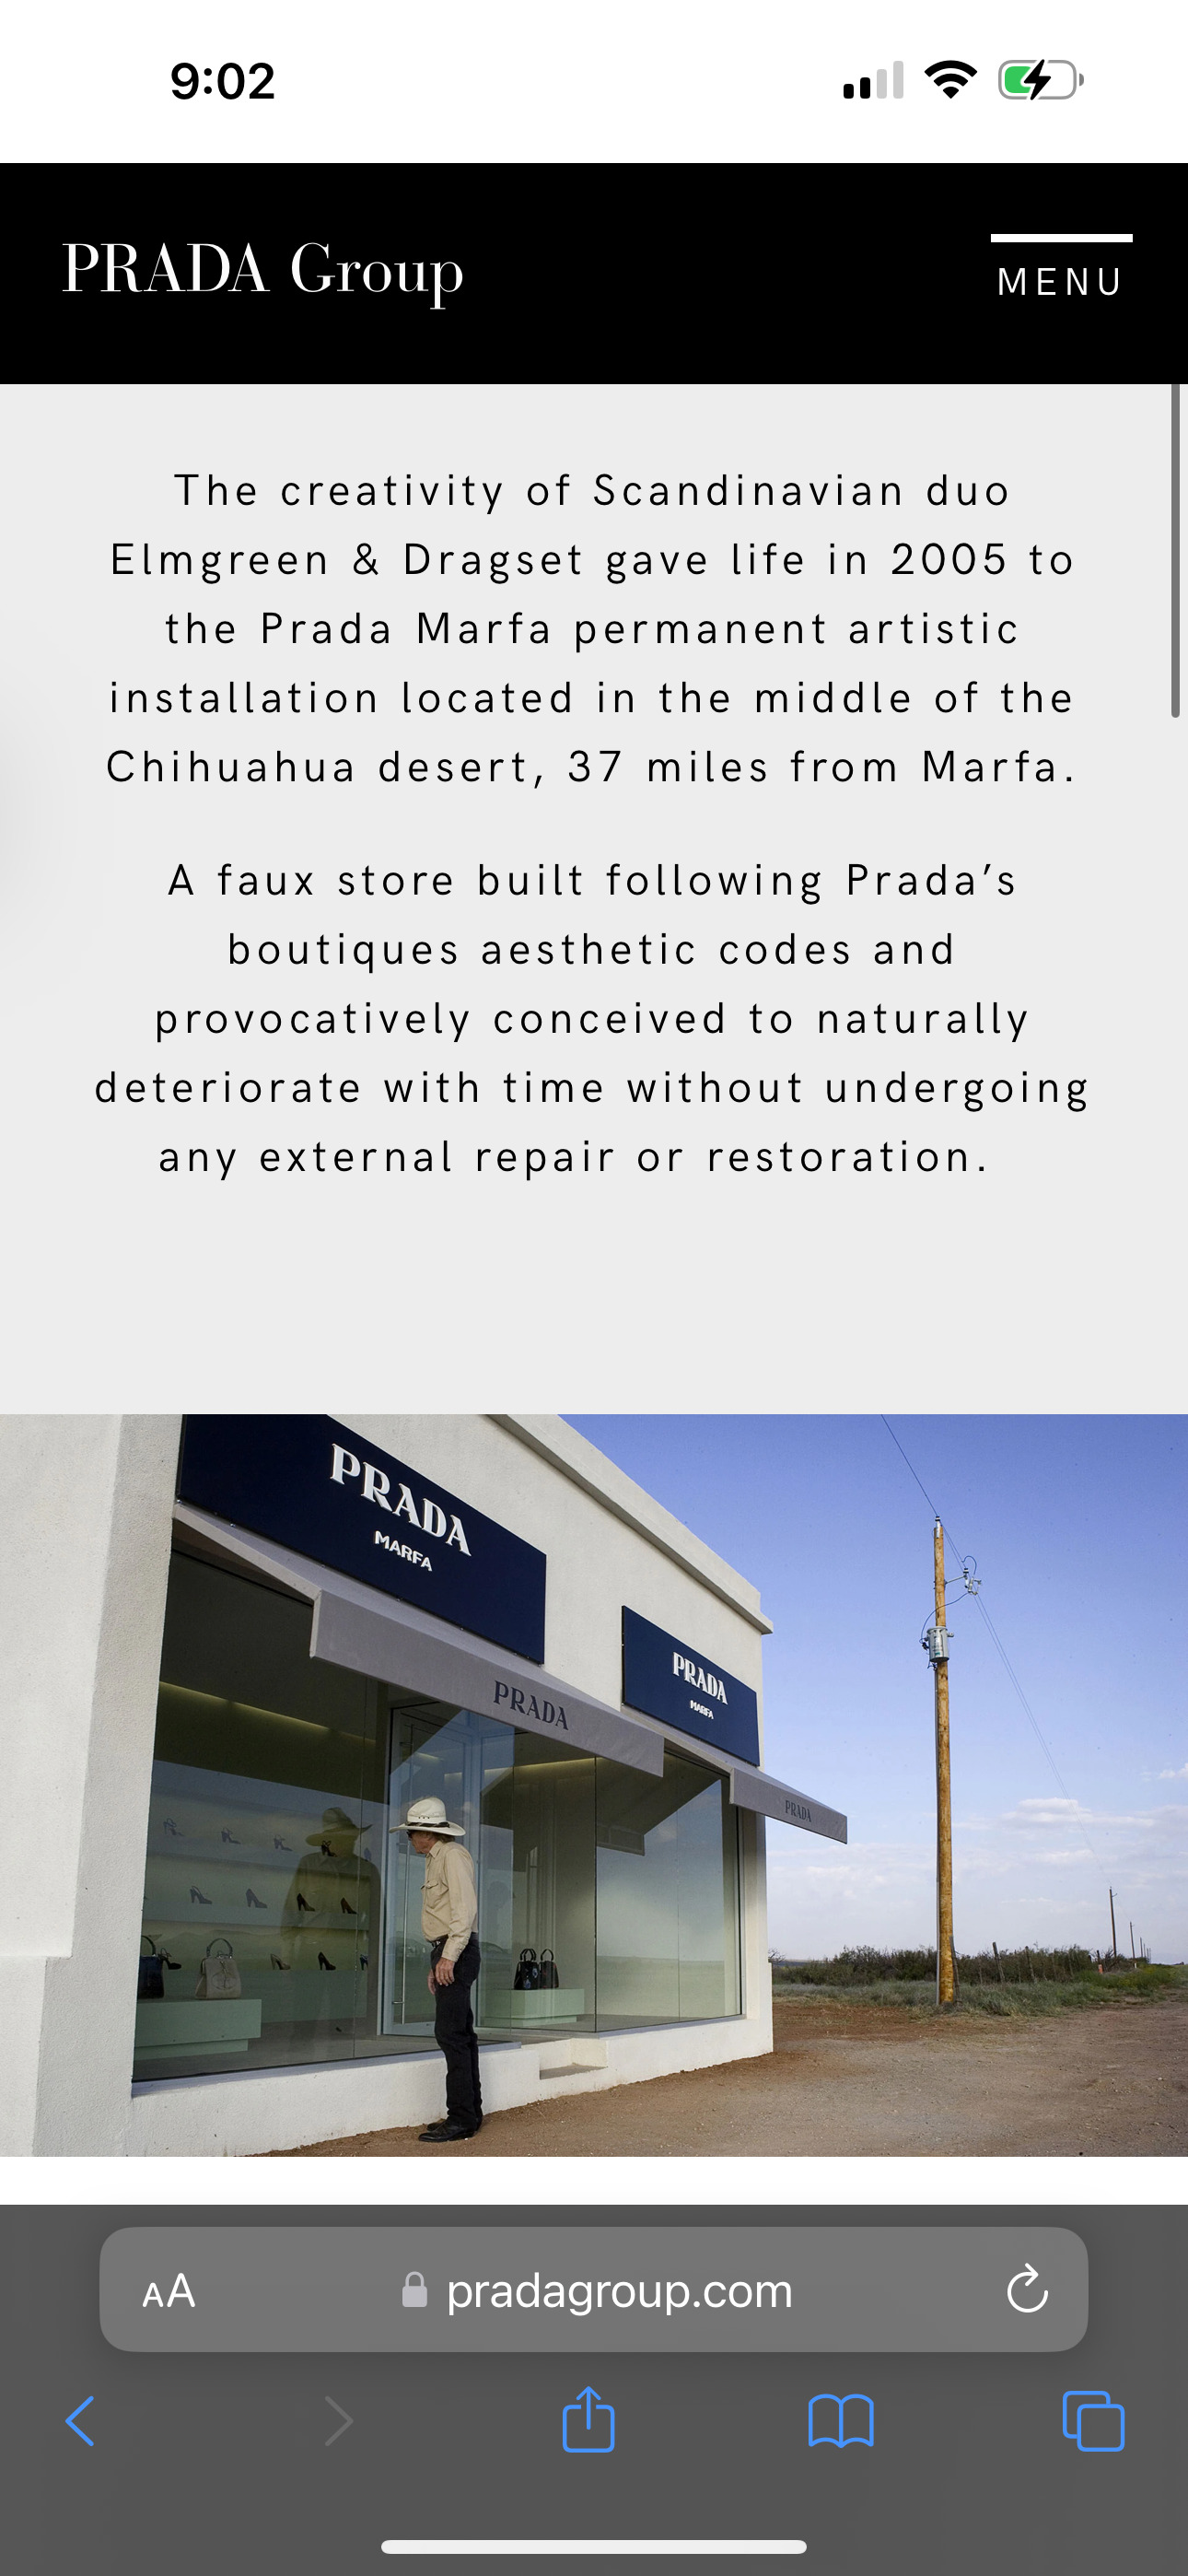 9:02
PRADA Group
MENU
The creativity of Scandinavian duo
Elmgreen & Dragset gave life in 2005 to
the Prada Marfa permanent artistic
installation located in the middle of the
Chihuahua desert, 37 miles from Marfa.
A faux store built following Prada’s
boutiques aesthetic codes and
provocatively conceived to naturally
deteriorate with time without undergoing
any external repair or restoration.
PRADA
MARFA
PRADA
PRADA
MARFA
PRADA
AA
pradagroup.com